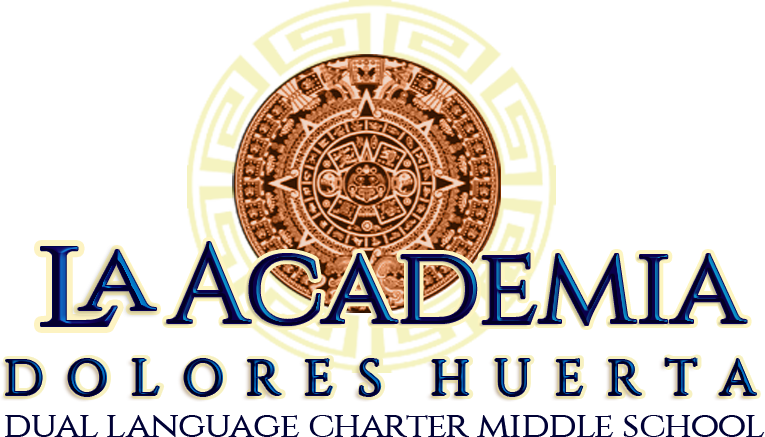 LA ACADEMIA
DOLORES HUERTA
DUAL LANGUAGE CHARTER MIDDLE SCHOOL